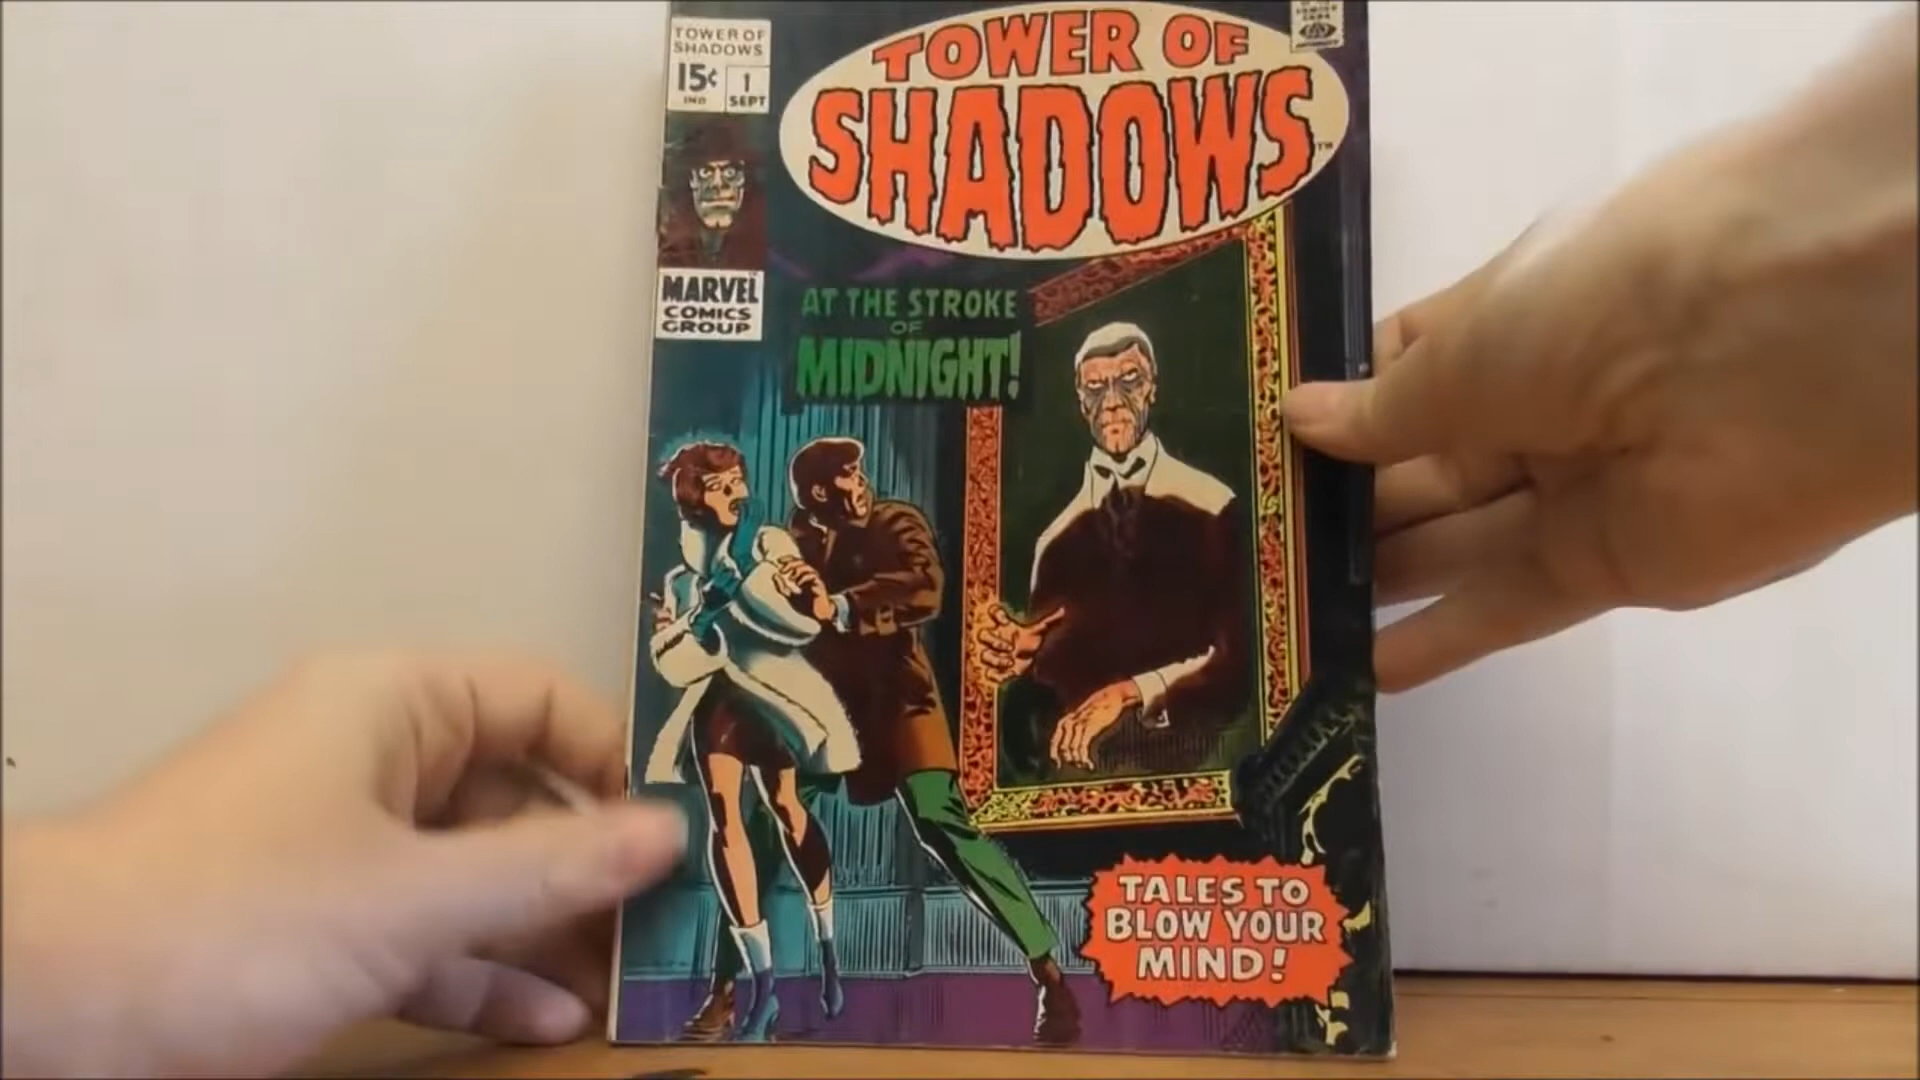 TOWER OF
SHADOWS
15¢
IND
1
SEPT
MARVEL
COMICS
GROUP
TOWER OF
SHADOWS
TM
AT THE STROKE
OF
MIDNIGHT!
TALES TO
BLOW YOUR
MIND!